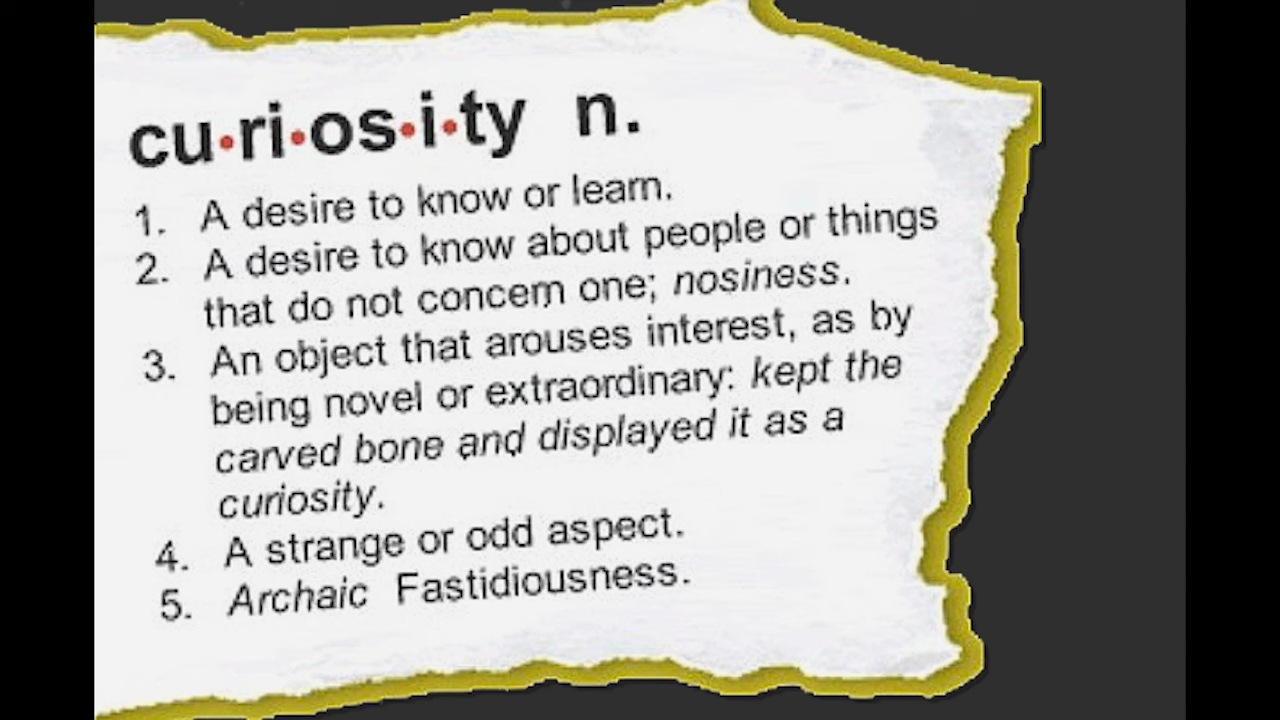 cu•ri•os•i•ty n.
1. A desire to know or learn.
2. A desire to know about people or things
that do not concern one; nosiness.
3. An object that arouses interest, as by
being novel or extraordinary: kept the
carved bone and displayed it as a
curiosity.
4. A strange or odd aspect.
5. Archaic Fastidiousness.